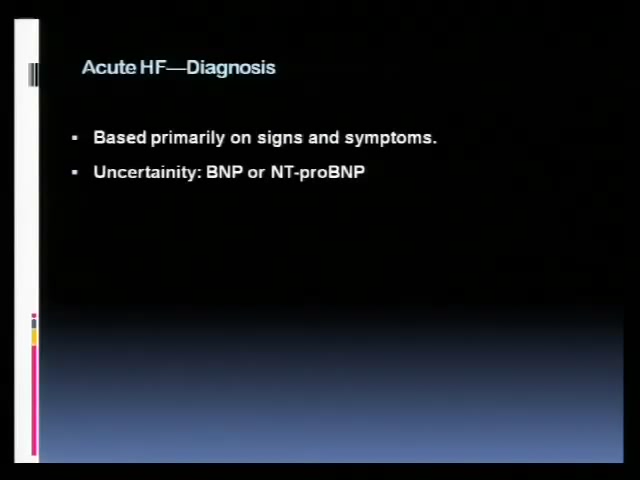 Acute HF—Diagnosis
Based primarily on signs and symptoms.
Uncertainity: BNP or NT-proBNP